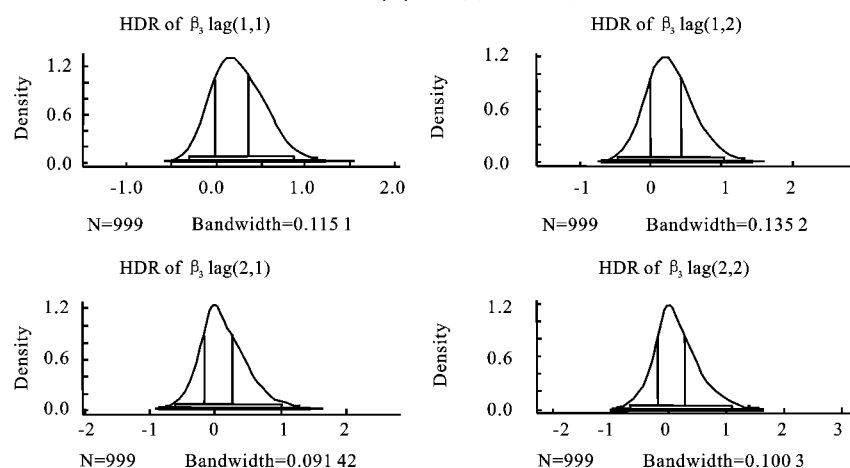 HDR of β₃ lag(1,1)
Density
1.2
0.6
0.0
-1.0 0.0 1.0 2.0
N=999 Bandwidth=0.115 1
HDR of β₃ lag(1,2)
Density
1.2
0.6
0.0
-1 0 1 2
N=999 Bandwidth=0.135 2
HDR of β₃ lag(2,1)
Density
1.2
0.6
0.0
-2 -1 0 1 2
N=999 Bandwidth=0.091 42
HDR of β₃ lag(2,2)
Density
1.2
0.6
0.0
-2 -1 0 1 2 3
N=999 Bandwidth=0.100 3